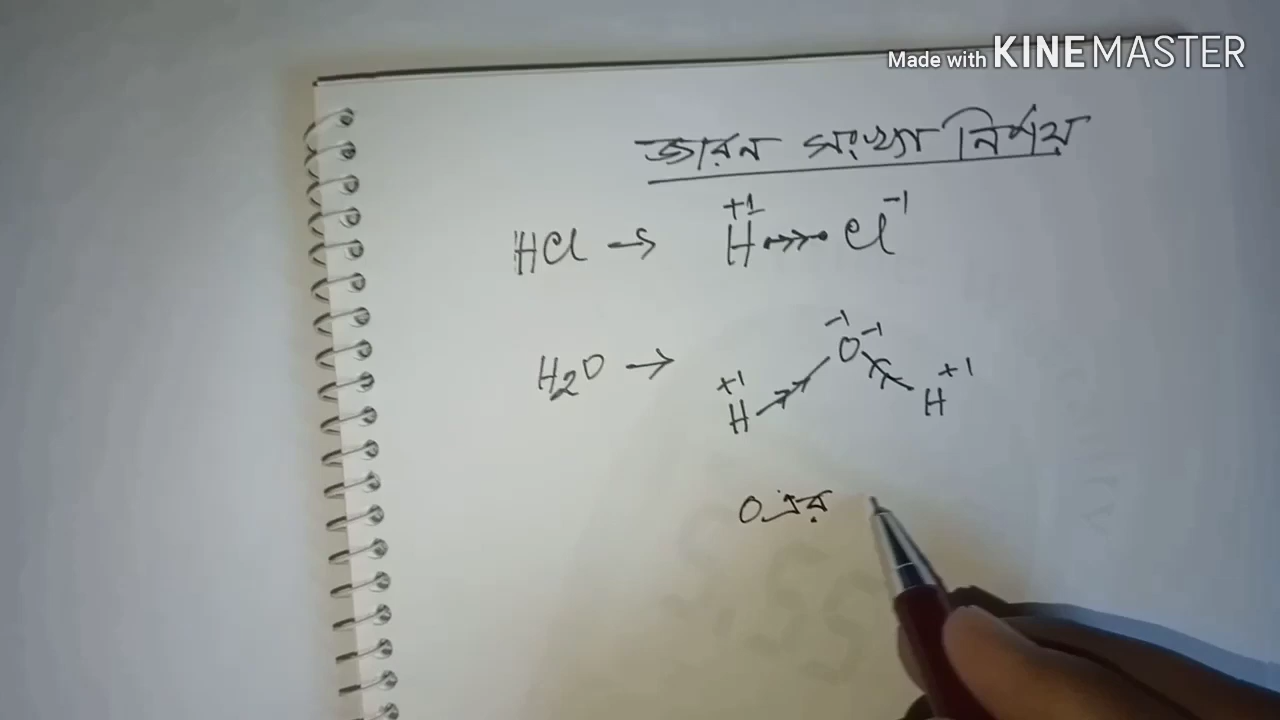 Made with KINEMASTER
জারন সংখ্যা নির্ণয়
HCl → H⁺¹ →→ Cl⁻¹
H₂O →
-1 -1
O
+1 +1
H H
O এর